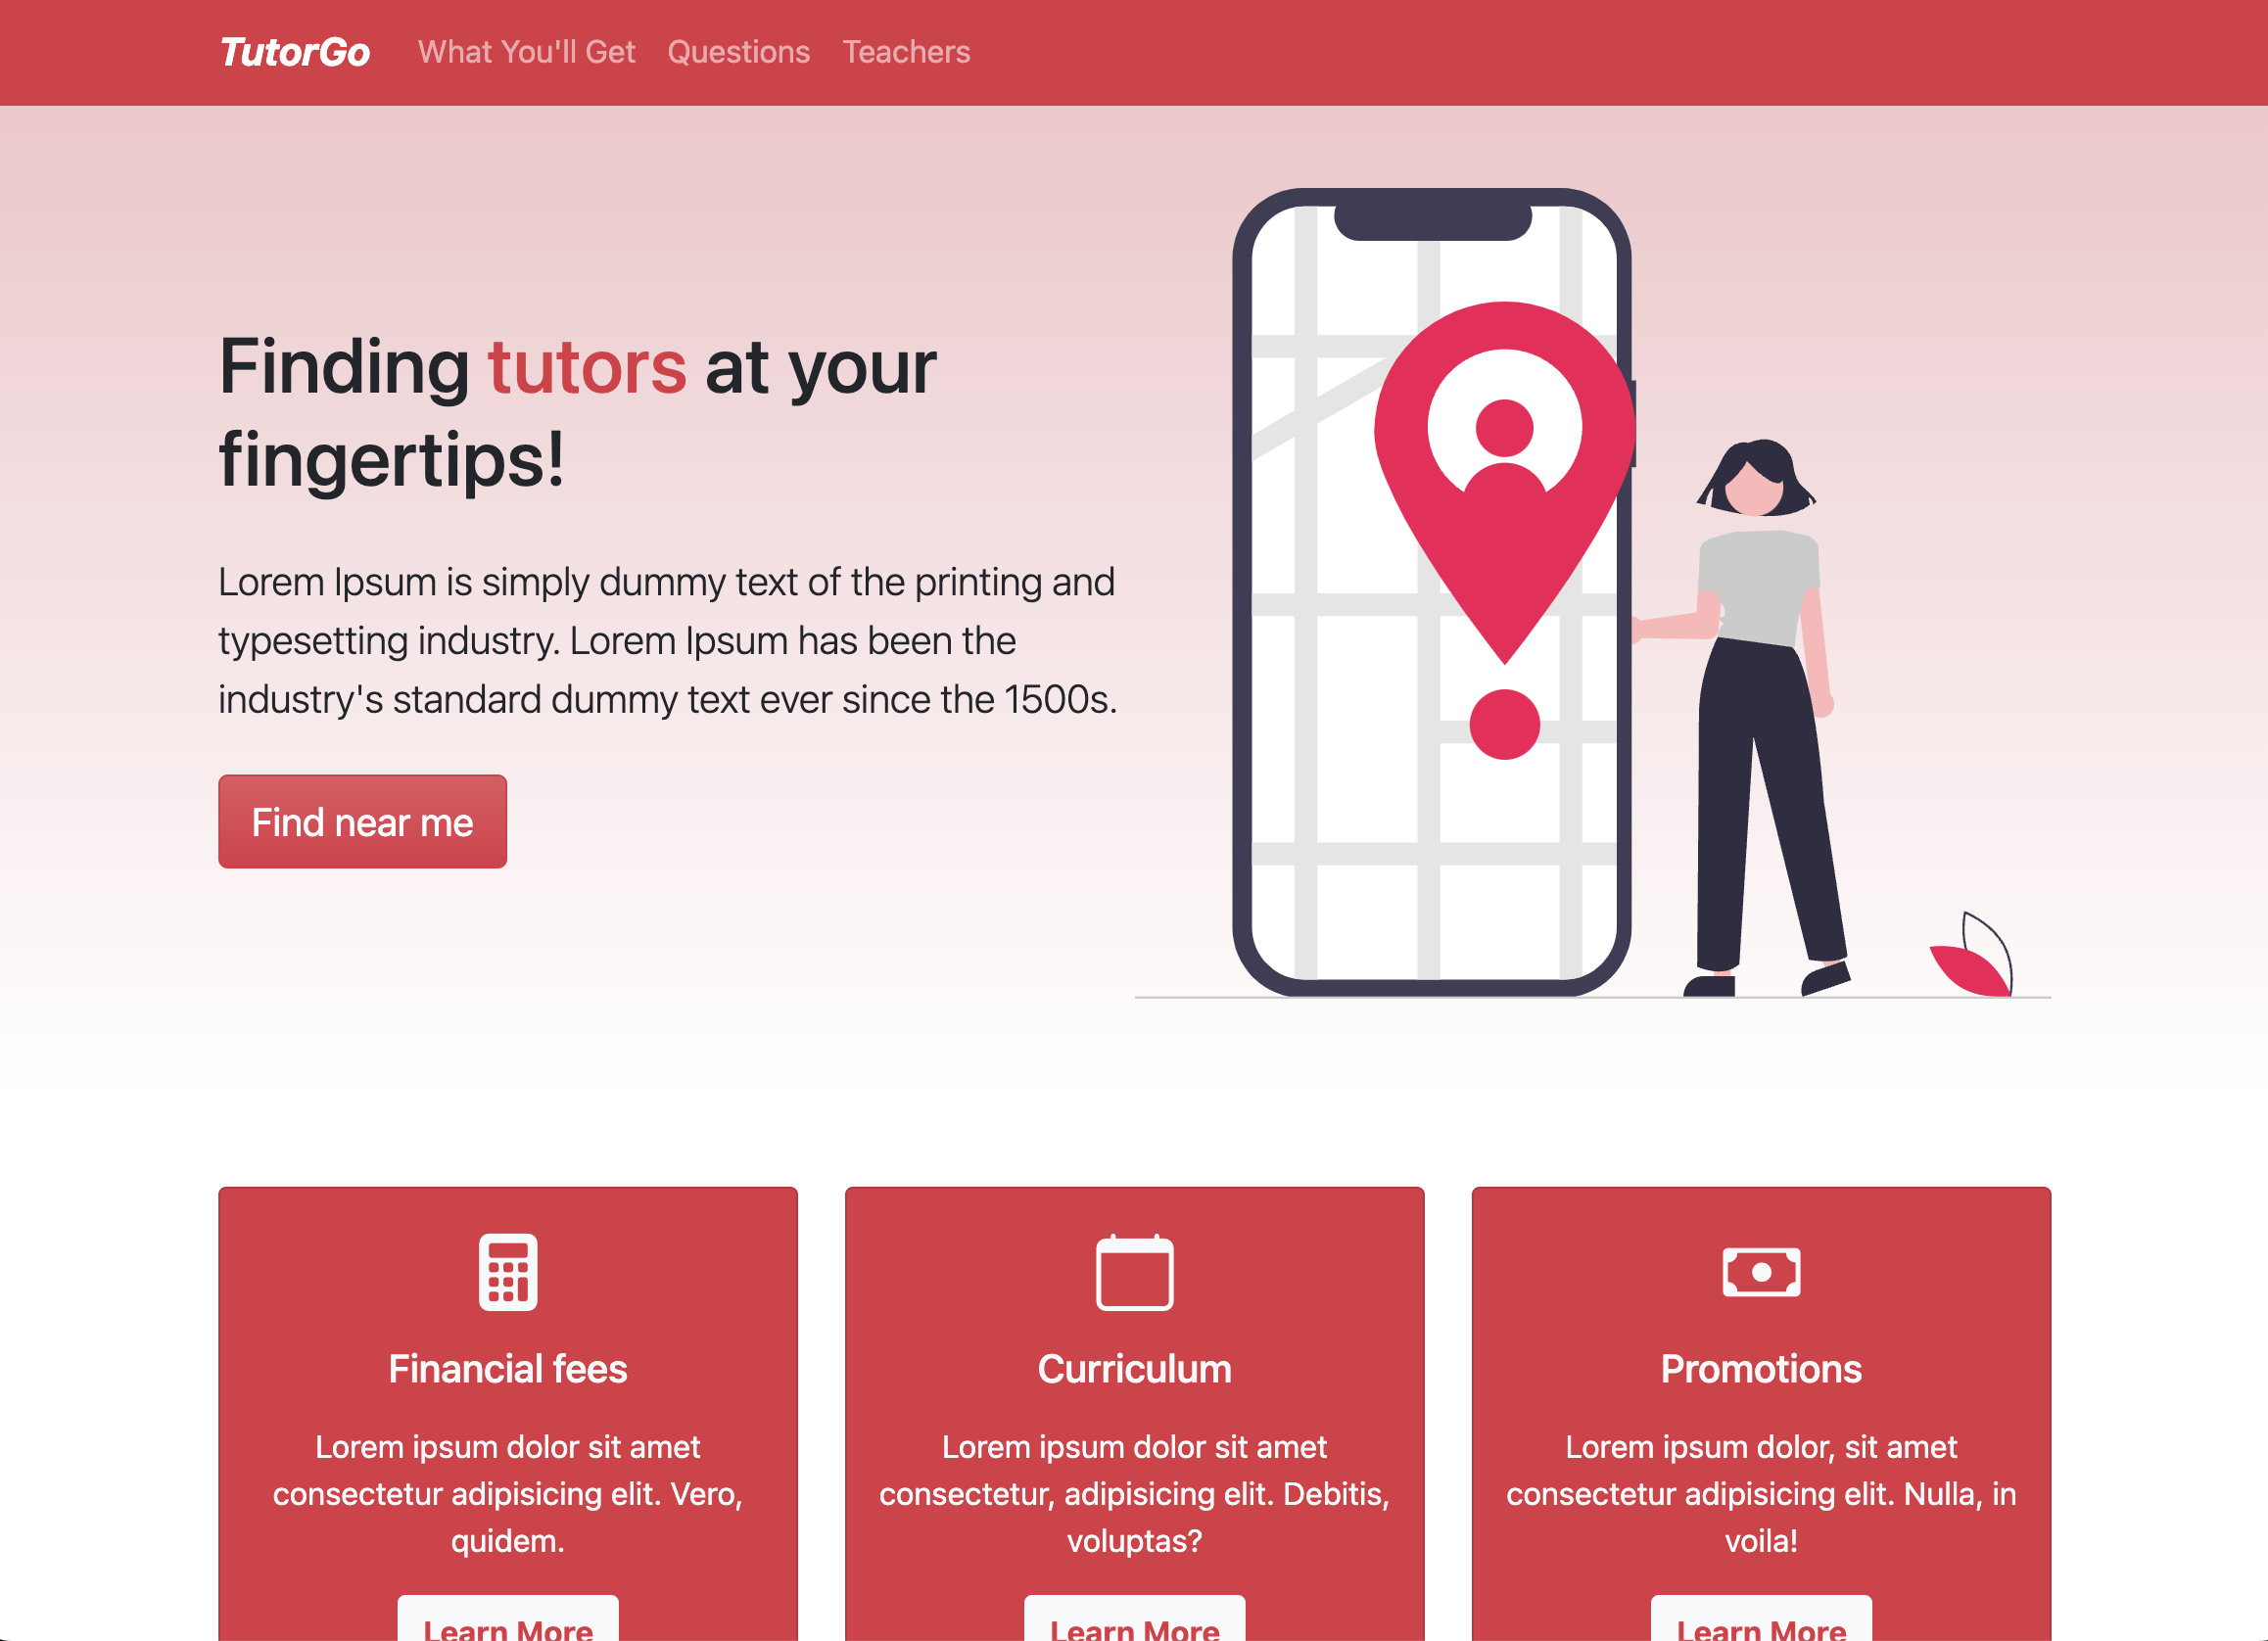 TutorGo What You'll Get Questions Teachers
Finding tutors at your
fingertips!
Lorem Ipsum is simply dummy text of the printing and
typesetting industry. Lorem Ipsum has been the
industry's standard dummy text ever since the 1500s.
Find near me
Financial fees
Lorem ipsum dolor sit amet
consectetur adipisicing elit. Vero,
quidem.
Learn More
Curriculum
Lorem ipsum dolor sit amet
consectetur, adipisicing elit. Debitis,
voluptas?
Learn More
Promotions
Lorem ipsum dolor, sit amet
consectetur adipisicing elit. Nulla, in
voila!
Learn More